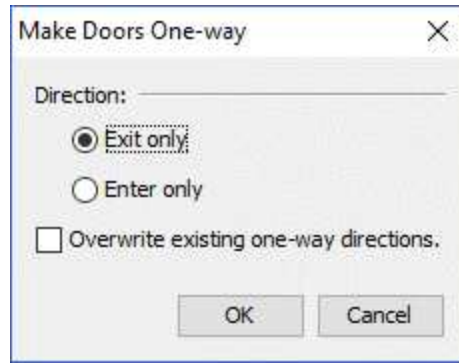 Make Doors One-way
Direction:
Exit only
Enter only
Overwrite existing one-way directions.
OK Cancel